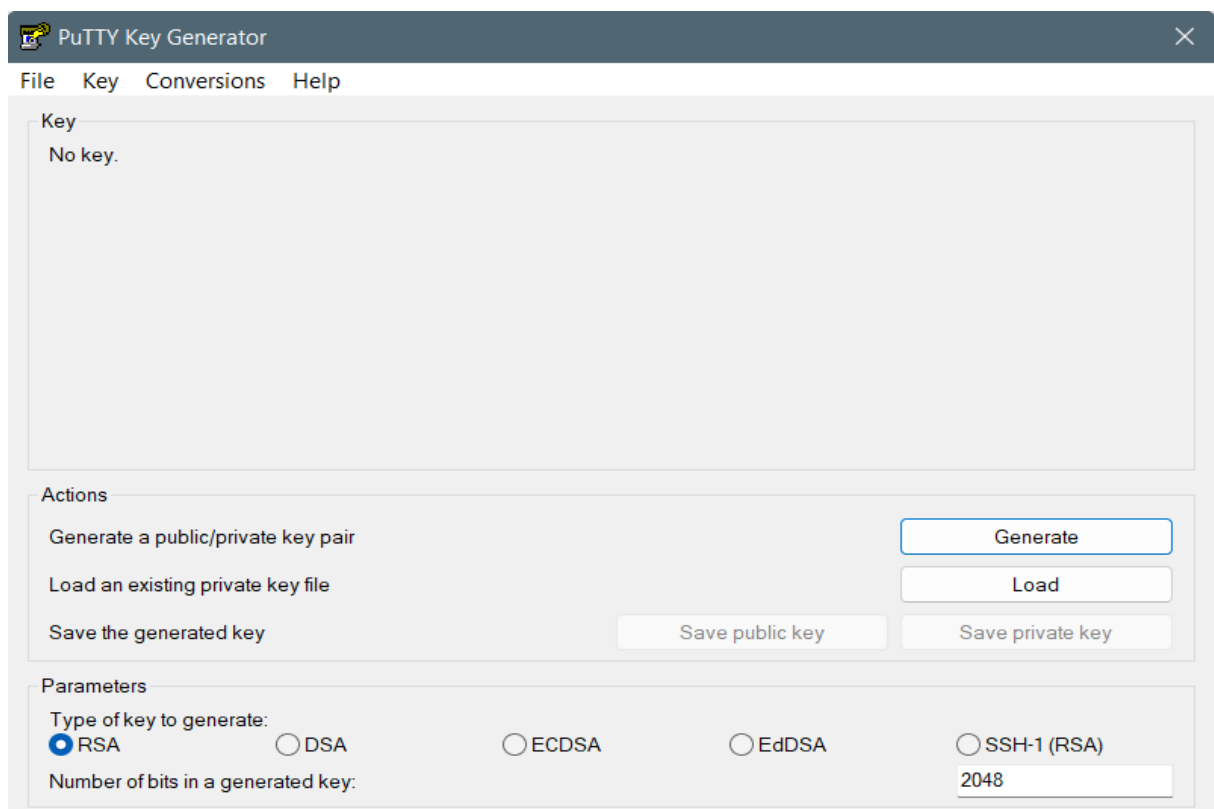 PuTTY Key Generator
File Key Conversions Help
Key
No key.
Actions
Generate a public/private key pair Generate
Load an existing private key file Load
Save the generated key Save public key Save private key
Parameters
Type of key to generate:
RSA DSA ECDSA EdDSA SSH-1 (RSA)
Number of bits in a generated key: 2048